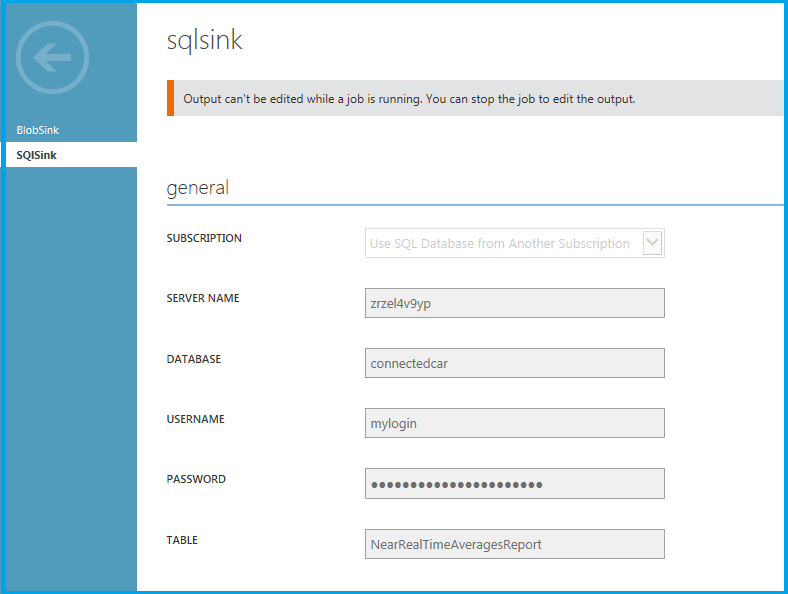 sqlsink
Output can't be edited while a job is running. You can stop the job to edit the output.
BlobSink
SQlSink
general
SUBSCRIPTION
Use SQL Database from Another Subscription
SERVER NAME
zrzel4v9yp
DATABASE
connectedcar
USERNAME
mylogin
PASSWORD
●●●●●●●●●●●●●●●●●●●●●●
TABLE
NearRealTimeAveragesReport